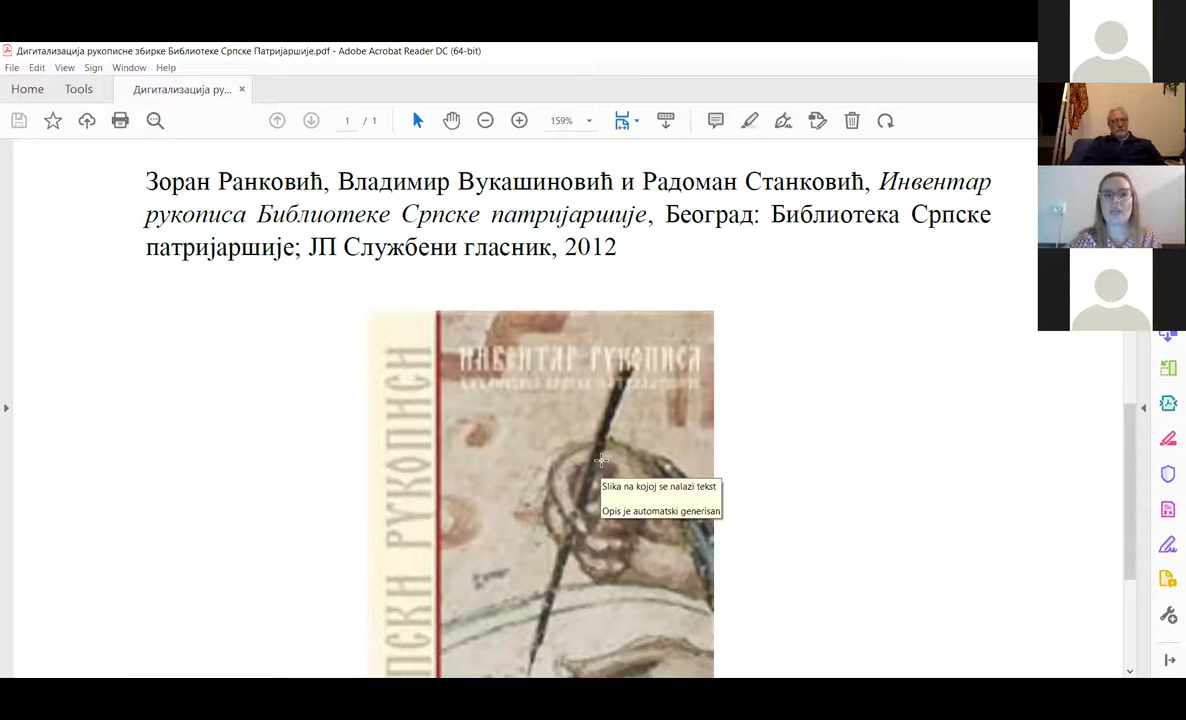 Дигитализација рукописне збирке Библиотеке Српске Патријаршије.pdf - Adobe Acrobat Reader DC (64-bit)
File Edit View Sign Window Help
Home Tools Дигитализација ру... ×
1 / 1 159%
Зоран Ранковић, Владимир Вукашиновић и Радоман Станковић, Инвентар
рукописа Библиотеке Српске патријаршије, Београд: Библиотека Српске
патријаршије; ЈП Службени гласник, 2012
ИНВЕНТАР РУКОПИСА
ПСКИ РУКОПИСИ
Slika na kojoj se nalazi tekst
Opis je automatski generisan